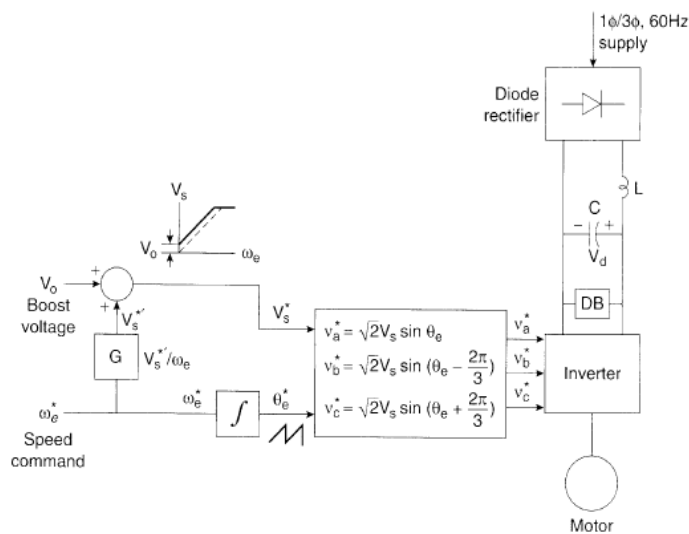 1ϕ/3ϕ, 60Hz
supply
Diode
rectifier
L
C
− +
V_d
DB
V_s
V_o
ω_e
V_o
+
+
Boost
voltage
V_s*′
G
V_s*′/ω_e
V_s*
ω_e*
Speed
command
ω_e*
∫
θ_e*
v_a* = √2V_s sin θ_e
v_b* = √2V_s sin (θ_e − 2π/3)
v_c* = √2V_s sin (θ_e + 2π/3)
v_a*
v_b*
v_c*
Inverter
Motor